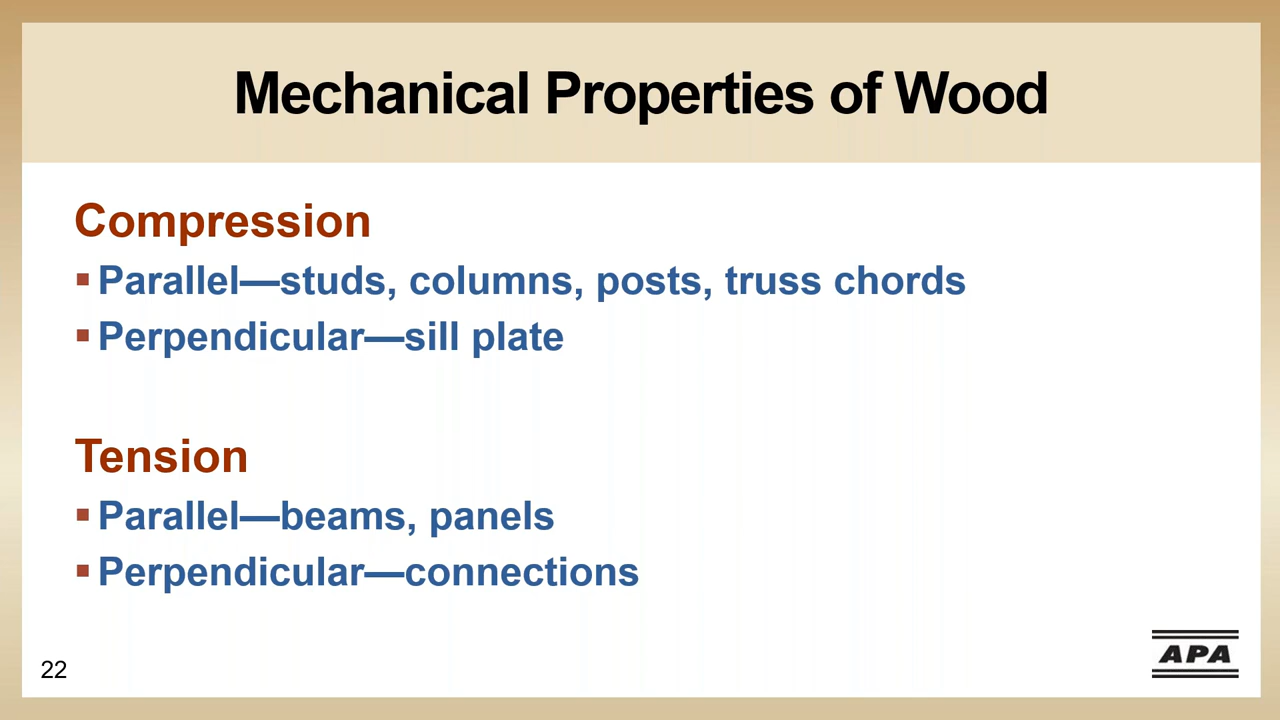 Mechanical Properties of Wood
Compression
▪ Parallel—studs, columns, posts, truss chords
▪ Perpendicular—sill plate
Tension
▪ Parallel—beams, panels
▪ Perpendicular—connections
22
APA